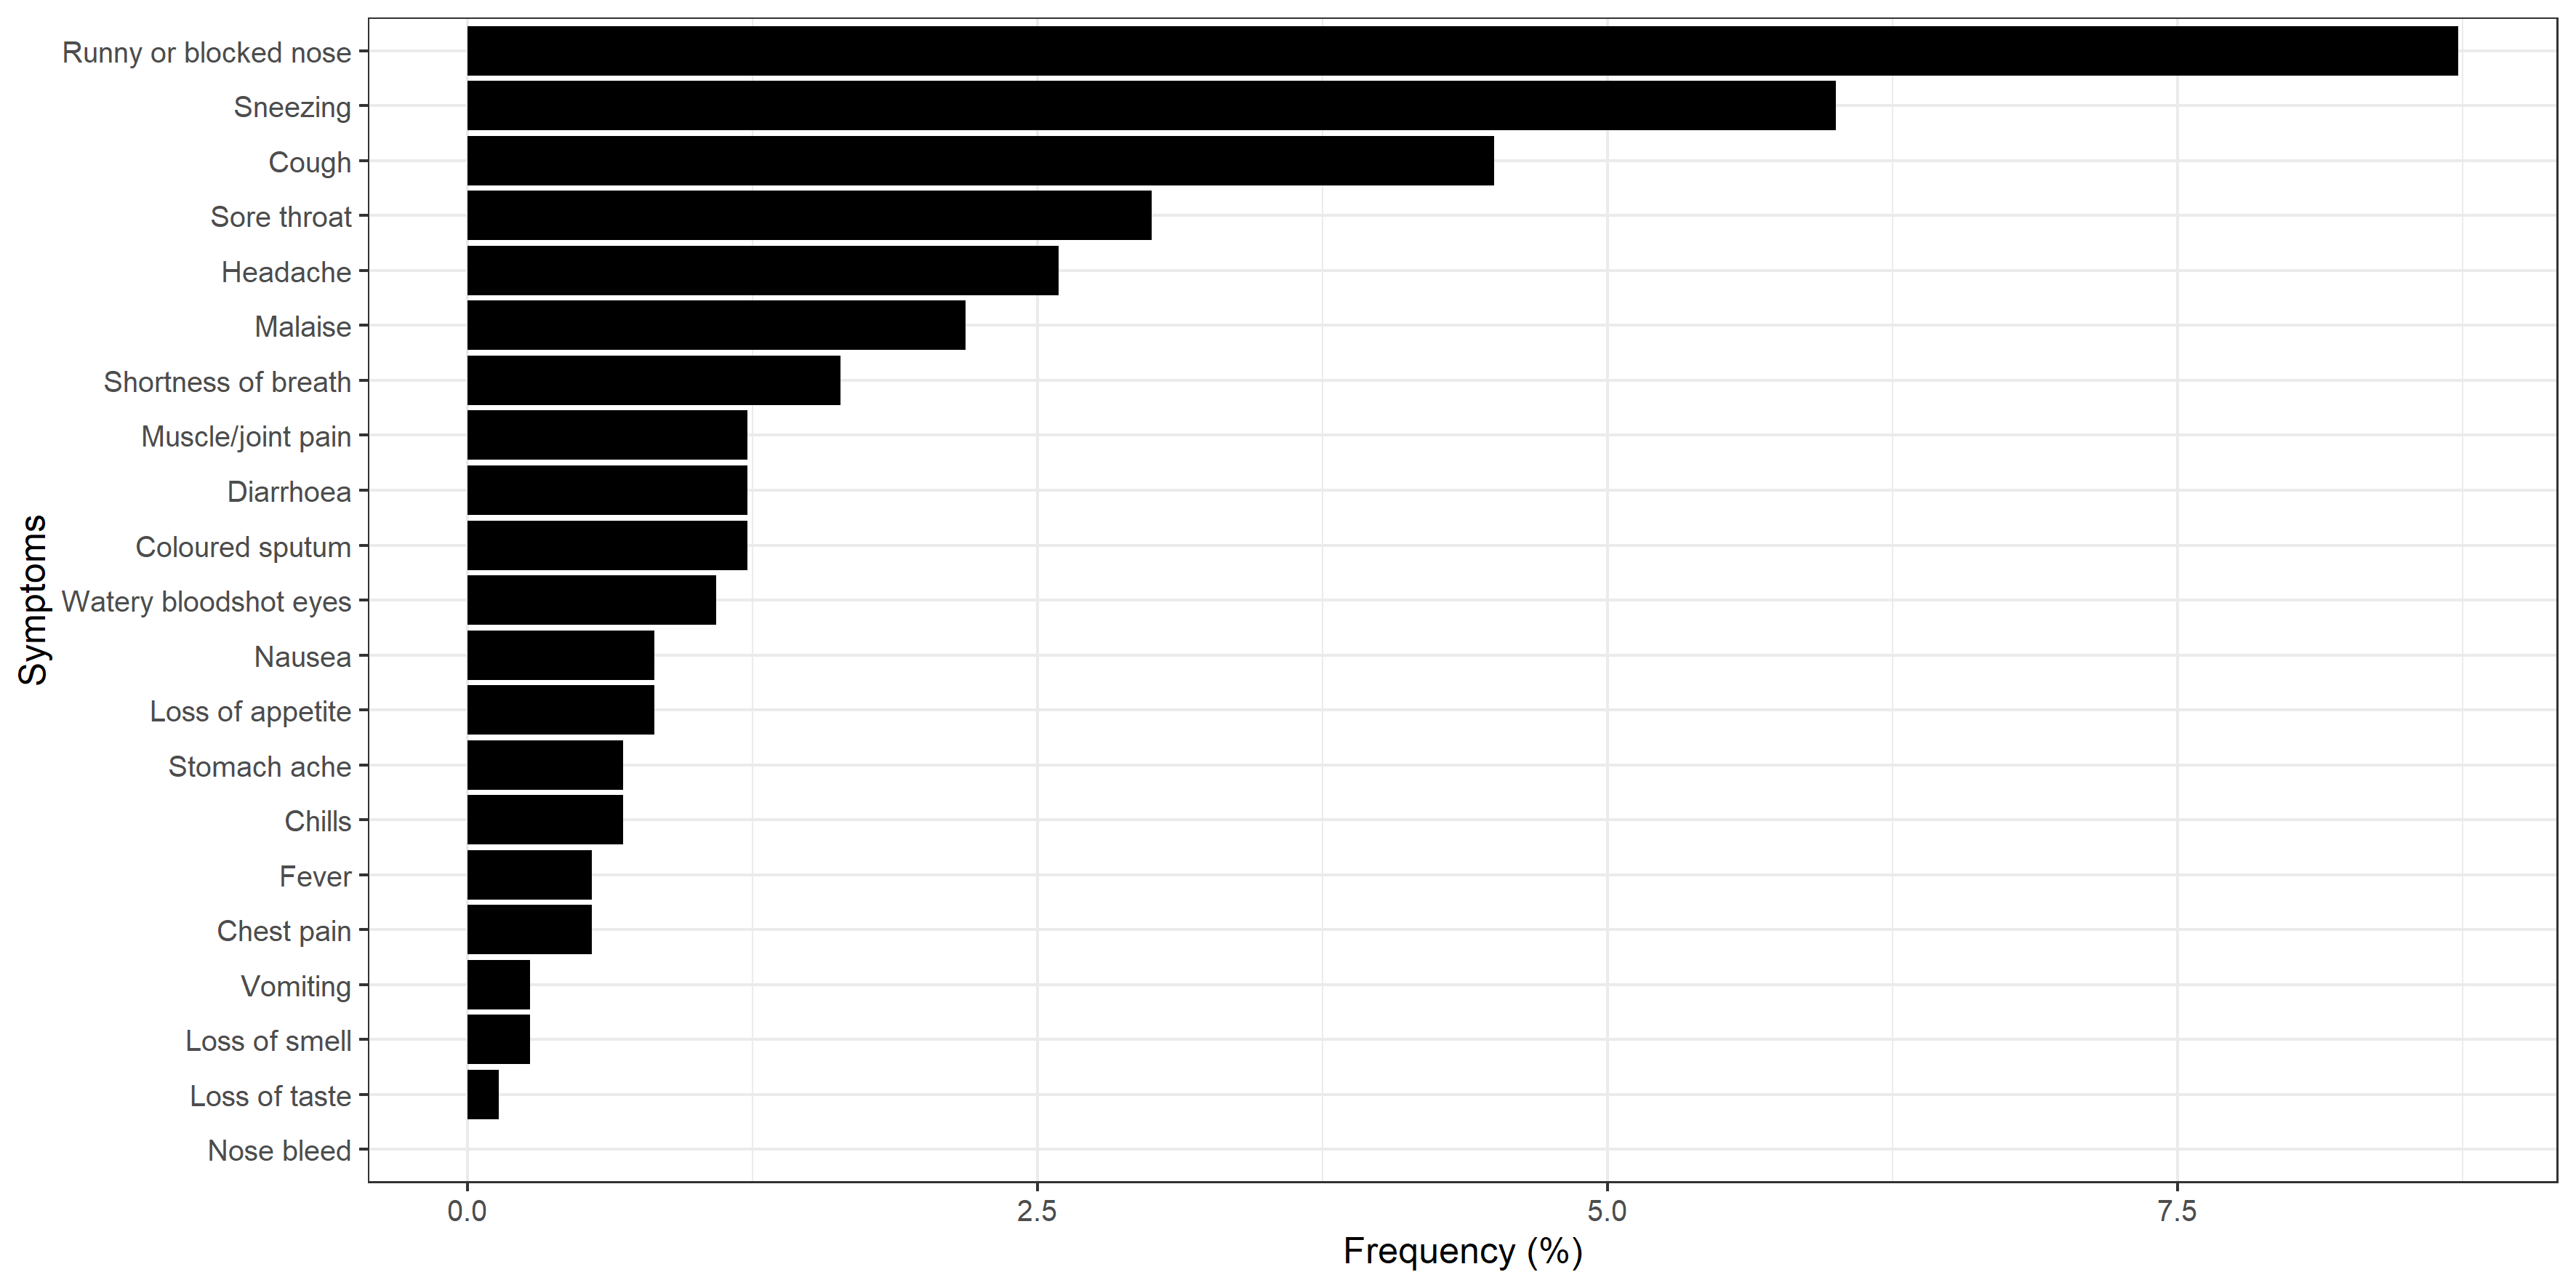 Runny or blocked nose
Sneezing
Cough
Sore throat
Headache
Malaise
Shortness of breath
Muscle/joint pain
Diarrhoea
Coloured sputum
Watery bloodshot eyes
Nausea
Loss of appetite
Stomach ache
Chills
Fever
Chest pain
Vomiting
Loss of smell
Loss of taste
Nose bleed
Symptoms
0.0 2.5 5.0 7.5
Frequency (%)